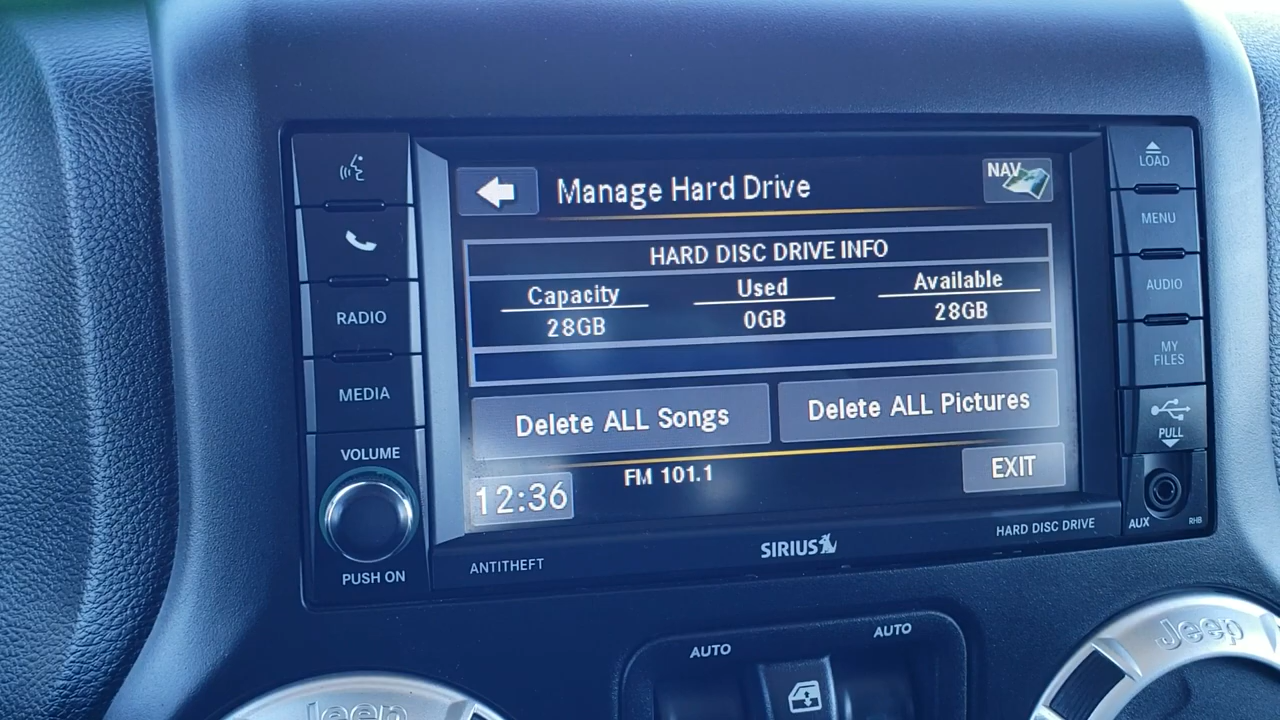 NAV
Manage Hard Drive
HARD DISC DRIVE INFO
Capacity Used Available
28GB 0GB 28GB
Delete ALL Songs Delete ALL Pictures
FM 101.1
12:36
EXIT
RADIO
MEDIA
VOLUME
PUSH ON
LOAD
MENU
AUDIO
MY
FILES
PULL
AUX RHB
ANTITHEFT
SIRIUS
HARD DISC DRIVE
AUTO AUTO
Jeep
Jeep